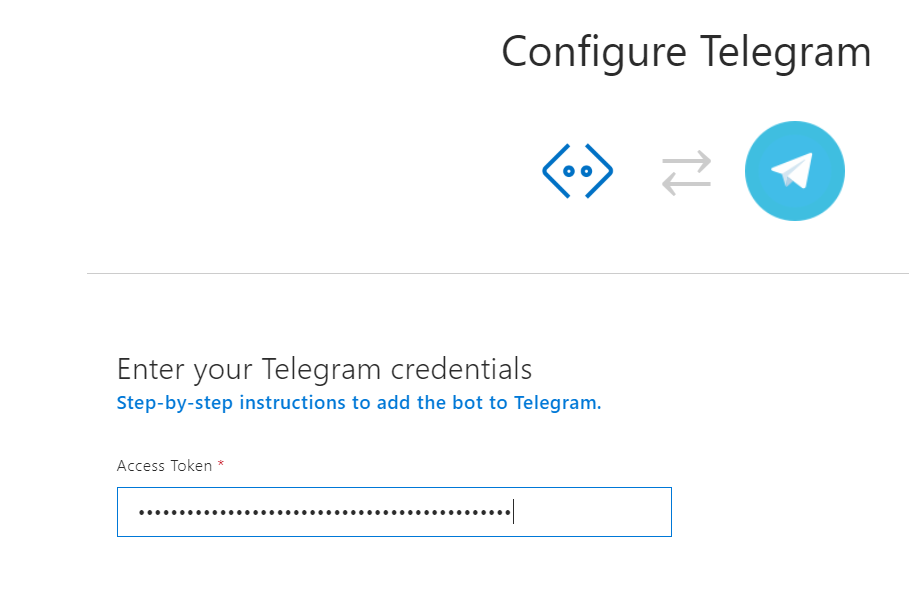 Configure Telegram
Enter your Telegram credentials
Step-by-step instructions to add the bot to Telegram.
Access Token *